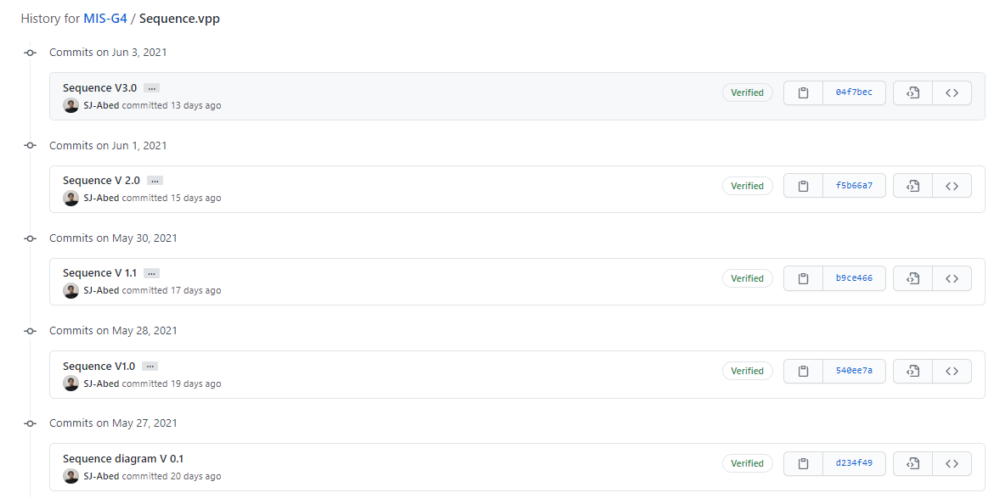 History for MIS-G4 / Sequence.vpp
Commits on Jun 3, 2021
Sequence V3.0 ...
SJ-Abed committed 13 days ago
Verified
04f7bec
Commits on Jun 1, 2021
Sequence V 2.0 ...
SJ-Abed committed 15 days ago
Verified
f5b66a7
Commits on May 30, 2021
Sequence V 1.1 ...
SJ-Abed committed 17 days ago
Verified
b9ce466
Commits on May 28, 2021
Sequence V1.0 ...
SJ-Abed committed 19 days ago
Verified
540ee7a
Commits on May 27, 2021
Sequence diagram V 0.1
SJ-Abed committed 20 days ago
Verified
d234f49